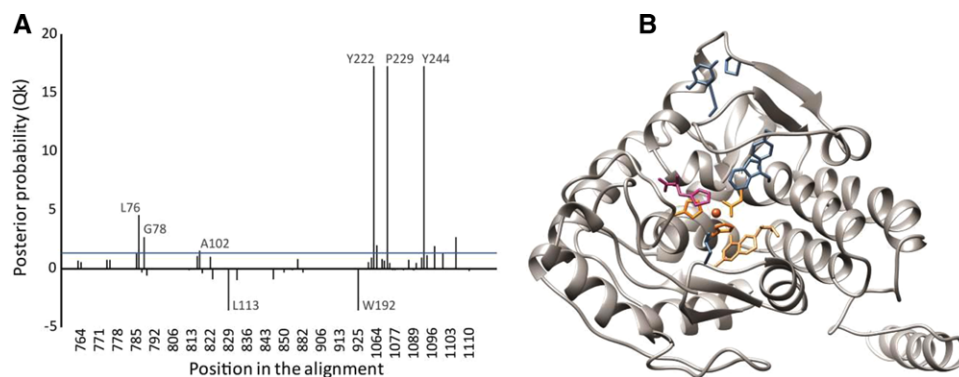 A
B
Posterior probability (Qk)
20
15
10
5
0
-5
Y222 P229 Y244
L76
G78
A102
L113
W192
764 771 778 785 792 806 813 822 829 836 843 850 882 906 913 925 1064 1077 1089 1096 1103 1110
Position in the alignment